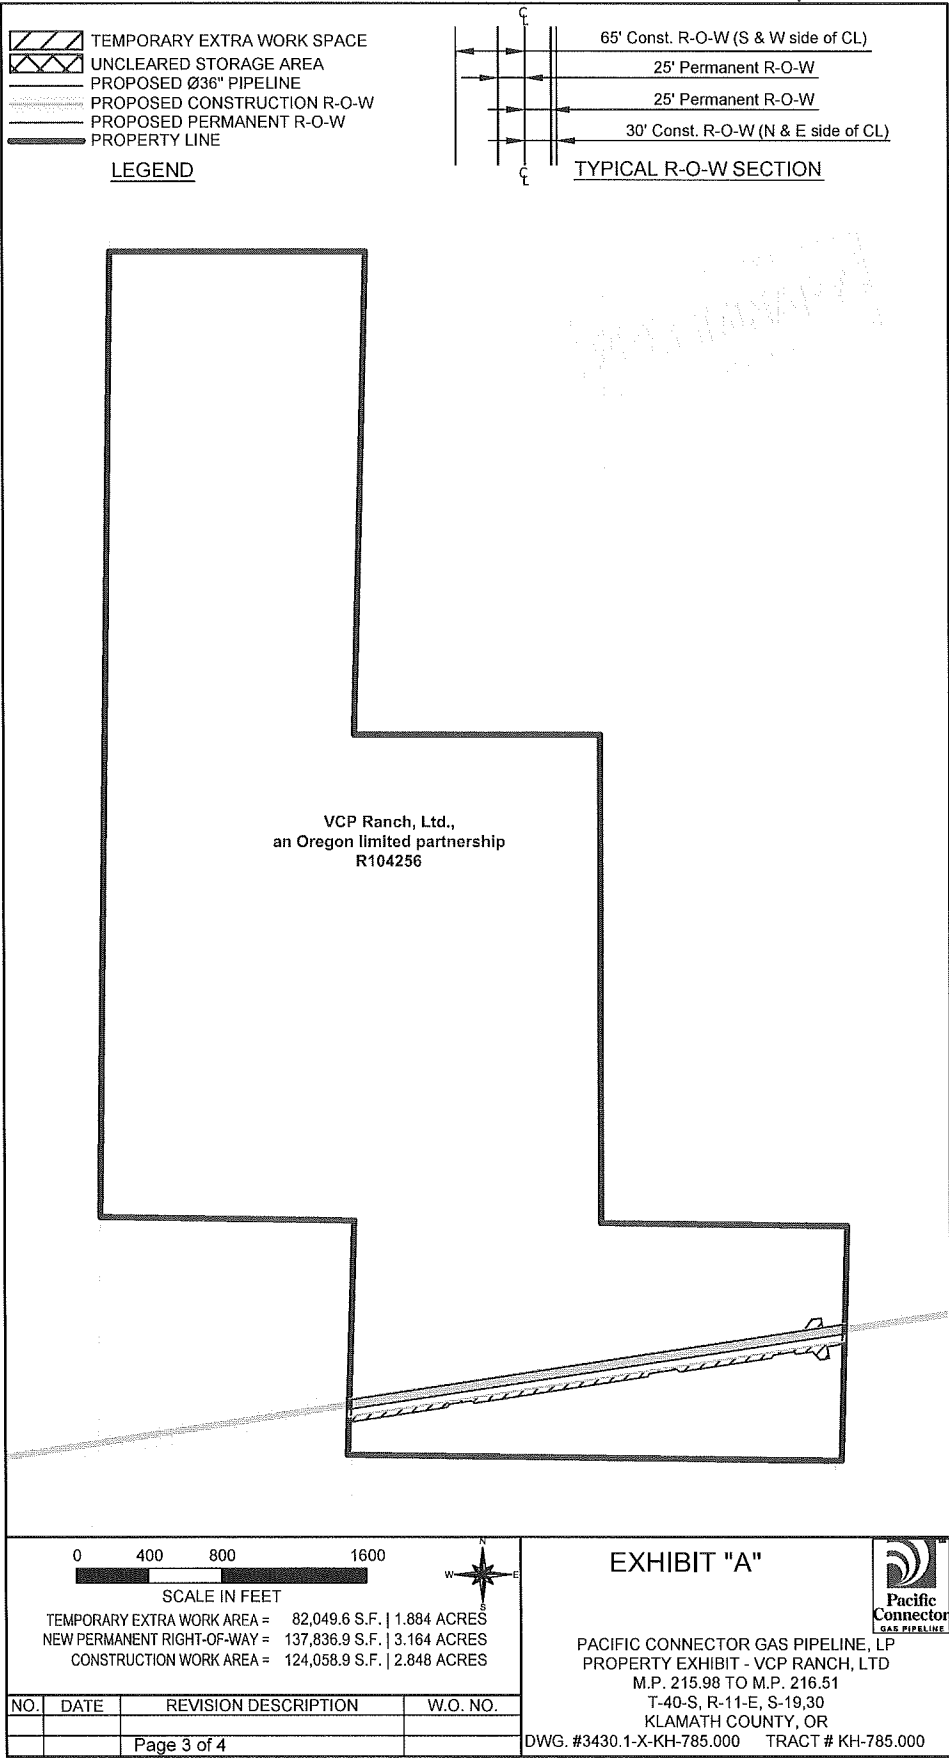 TEMPORARY EXTRA WORK SPACE
UNCLEARED STORAGE AREA
PROPOSED Ø36" PIPELINE
PROPOSED CONSTRUCTION R-O-W
PROPOSED PERMANENT R-O-W
PROPERTY LINE
LEGEND
CL
65' Const. R-O-W (S & W side of CL)
25' Permanent R-O-W
25' Permanent R-O-W
30' Const. R-O-W (N & E side of CL)
CL
TYPICAL R-O-W SECTION
VCP Ranch, Ltd.,
an Oregon limited partnership
R104256
0 400 800 1600
SCALE IN FEET
N
W E
S
TEMPORARY EXTRA WORK AREA = 82,049.6 S.F. | 1.884 ACRES
NEW PERMANENT RIGHT-OF-WAY = 137,836.9 S.F. | 3.164 ACRES
CONSTRUCTION WORK AREA = 124,058.9 S.F. | 2.848 ACRES
NO. DATE REVISION DESCRIPTION W.O. NO.
Page 3 of 4
EXHIBIT "A"
Pacific
Connector
GAS PIPELINE
PACIFIC CONNECTOR GAS PIPELINE, LP
PROPERTY EXHIBIT - VCP RANCH, LTD
M.P. 215.98 TO M.P. 216.51
T-40-S, R-11-E, S-19,30
KLAMATH COUNTY, OR
DWG. #3430.1-X-KH-785.000 TRACT # KH-785.000